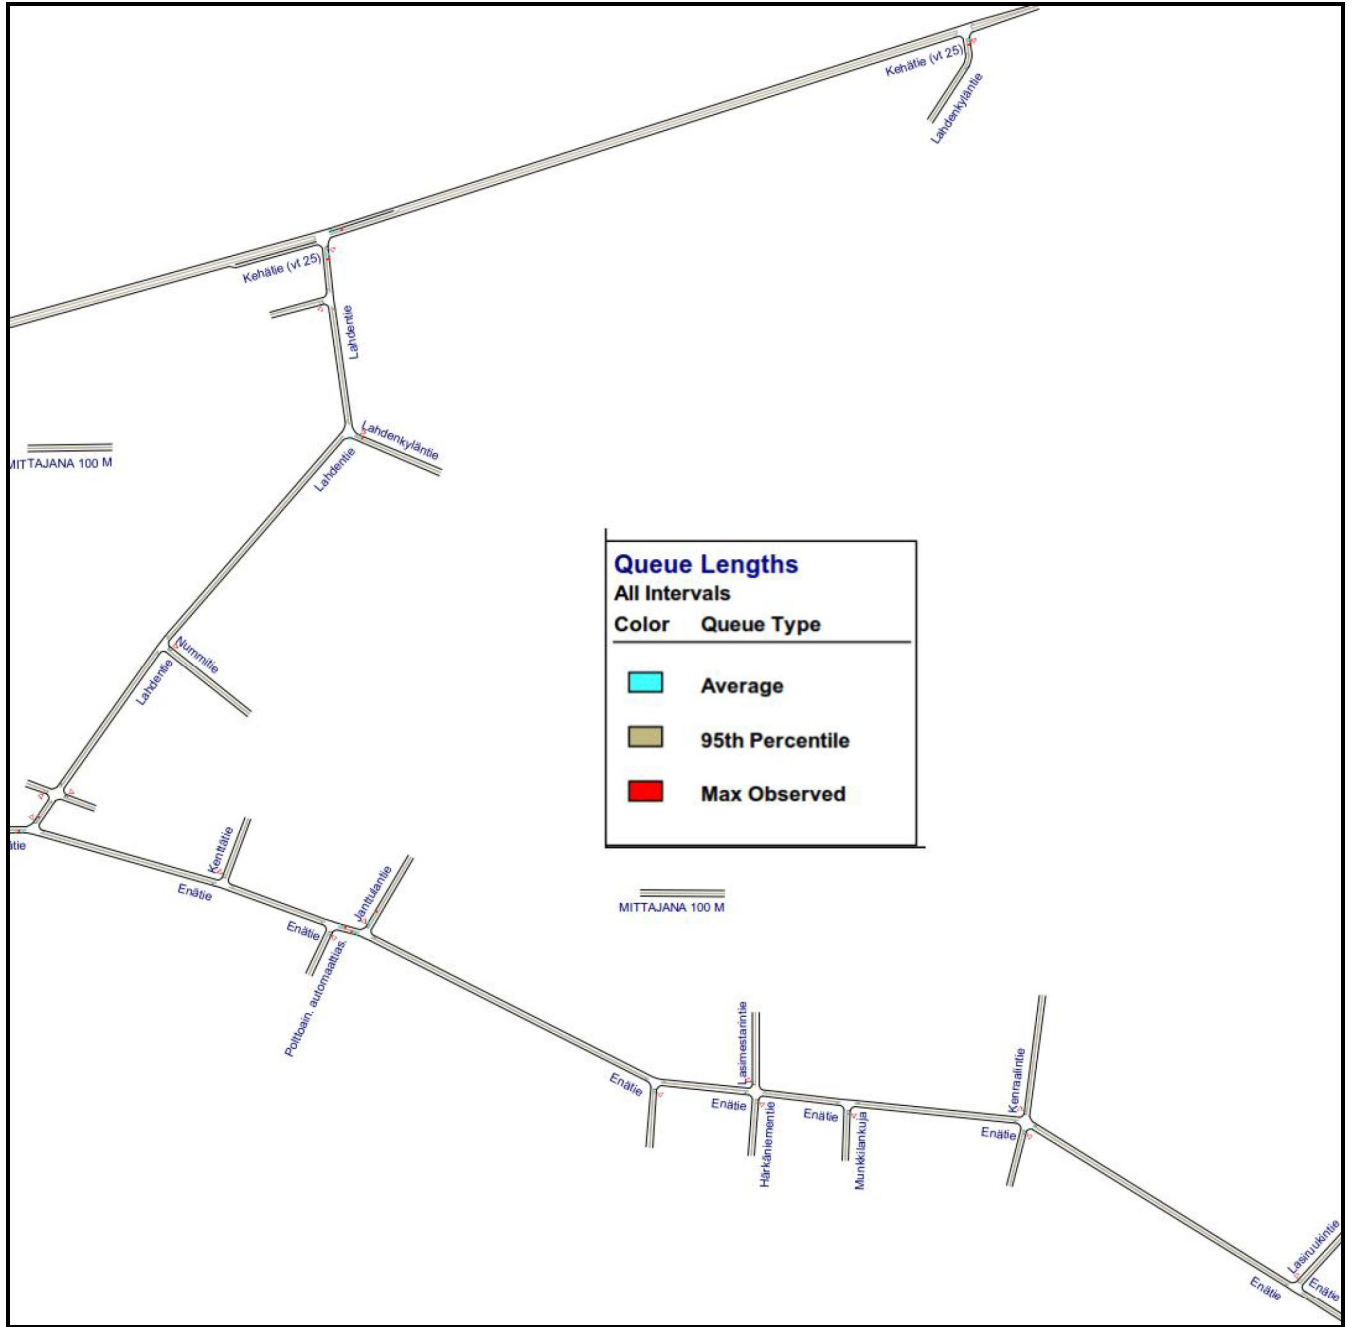 Kehätie (vt 25)
Lahdenkyläntie
Kehätie (vt 25)
Lahdentie
Lahdenkyläntie
Lahdentie
MITTAJANA 100 M
Queue Lengths
All Intervals
Color Queue Type
Average
95th Percentile
Max Observed
Nummitie
Lahdentie
Kenttätie
Enätie
Janttulantie
Enätie
Polttoain. automaattias.
MITTAJANA 100 M
Lasimestarintie
Enätie
Enätie
Härkäniementie
Enätie
Munkkilankuja
Kenraalintie
Enätie
Lasiruukintie
Enätie
Enätie